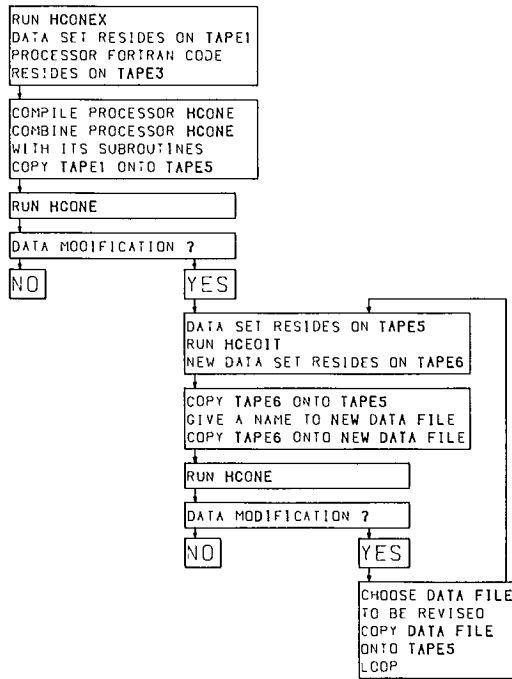 RUN HCONEX
DATA SET RESIDES ON TAPE1
PROCESSOR FORTRAN CODE
RESIDES ON TAPE3
COMPILE PROCESSOR HCONE
COMBINE PROCESSOR HCONE
WITH ITS SUBROUTINES
COPY TAPE1 ONTO TAPE5
RUN HCONE
DATA MODIFICATION ?
NO
YES
DATA SET RESIDES ON TAPE5
RUN HCEDIT
NEW DATA SET RESIDES ON TAPE6
COPY TAPE6 ONTO TAPE5
GIVE A NAME TO NEW DATA FILE
COPY TAPE6 ONTO NEW DATA FILE
RUN HCONE
DATA MODIFICATION ?
NO
YES
CHOOSE DATA FILE
TO BE REVISED
COPY DATA FILE
ONTO TAPE5
LOOP